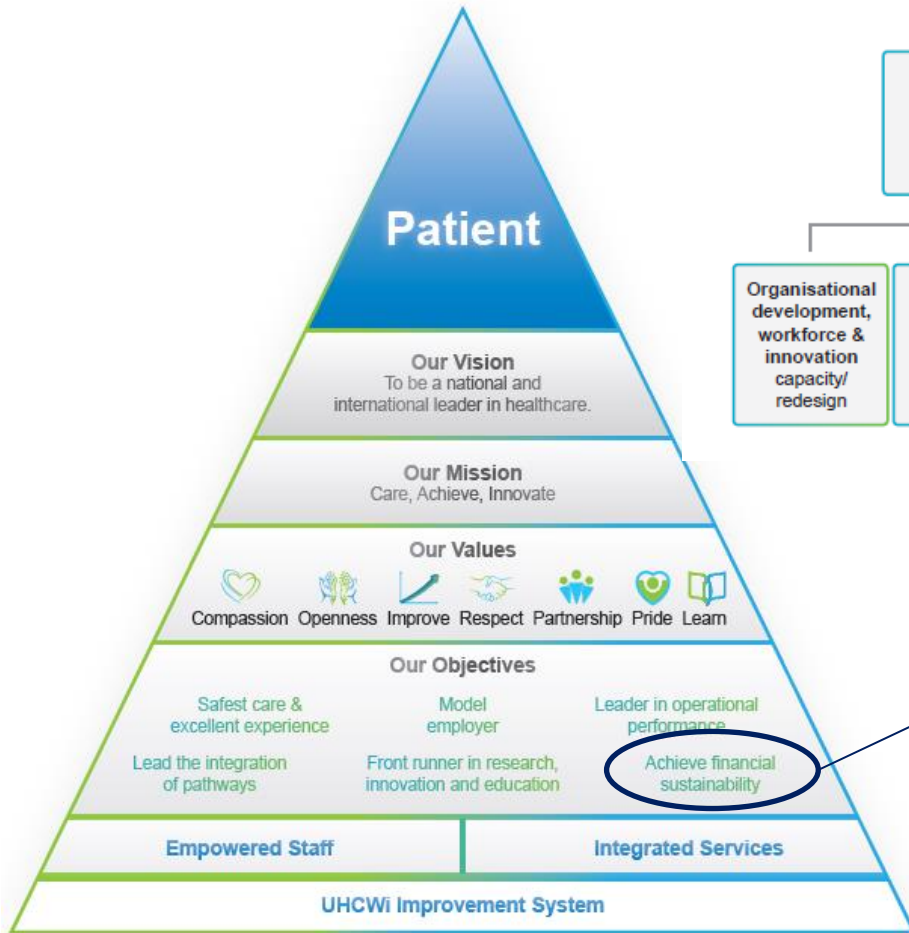 Patient
Our Vision
To be a national and
international leader in healthcare.
Our Mission
Care, Achieve, Innovate
Our Values
Compassion Openness Improve Respect Partnership Pride Learn
Our Objectives
Safest care &
excellent experience
Model
employer
Leader in operational
performance
Lead the integration
of pathways
Front runner in research,
innovation and education
Achieve financial
sustainability
Empowered Staff
Integrated Services
UHCWi Improvement System
Organisational
development,
workforce &
innovation
capacity/
redesign